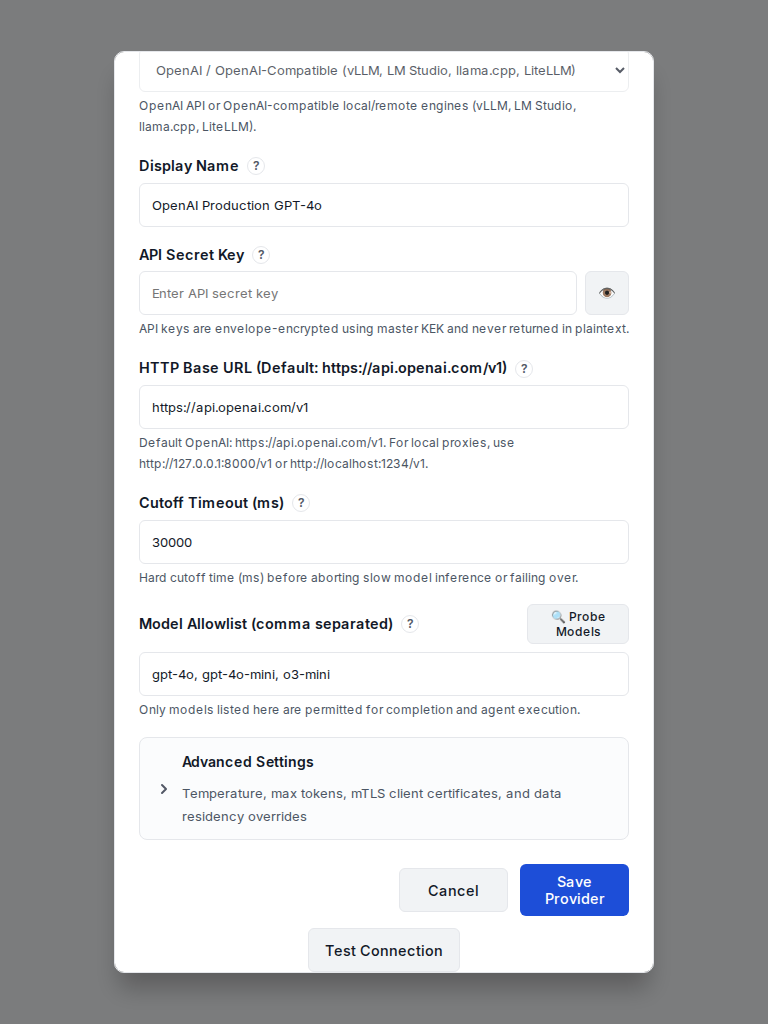 OpenAI / OpenAI-Compatible (vLLM, LM Studio, llama.cpp, LiteLLM)
OpenAI API or OpenAI-compatible local/remote engines (vLLM, LM Studio,
llama.cpp, LiteLLM).
Display Name ?
OpenAI Production GPT-4o
API Secret Key ?
Enter API secret key
API keys are envelope-encrypted using master KEK and never returned in plaintext.
HTTP Base URL (Default: https://api.openai.com/v1) ?
https://api.openai.com/v1
Default OpenAI: https://api.openai.com/v1. For local proxies, use
http://127.0.0.1:8000/v1 or http://localhost:1234/v1.
Cutoff Timeout (ms) ?
30000
Hard cutoff time (ms) before aborting slow model inference or failing over.
Model Allowlist (comma separated) ?
Probe
Models
gpt-4o, gpt-4o-mini, o3-mini
Only models listed here are permitted for completion and agent execution.
Advanced Settings
Temperature, max tokens, mTLS client certificates, and data
residency overrides
Cancel
Save
Provider
Test Connection